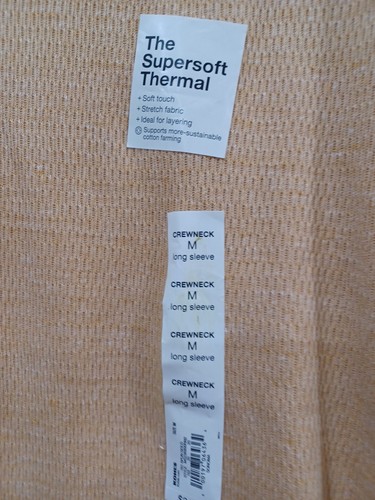 The
Supersoft
Thermal
+ Soft touch
+ Stretch fabric
+ Ideal for layering
Supports more-sustainable
cotton farming
CREWNECK
M
long sleeve
CREWNECK
M
long sleeve
CREWNECK
M
long sleeve
CREWNECK
M
long sleeve
KOHL'S